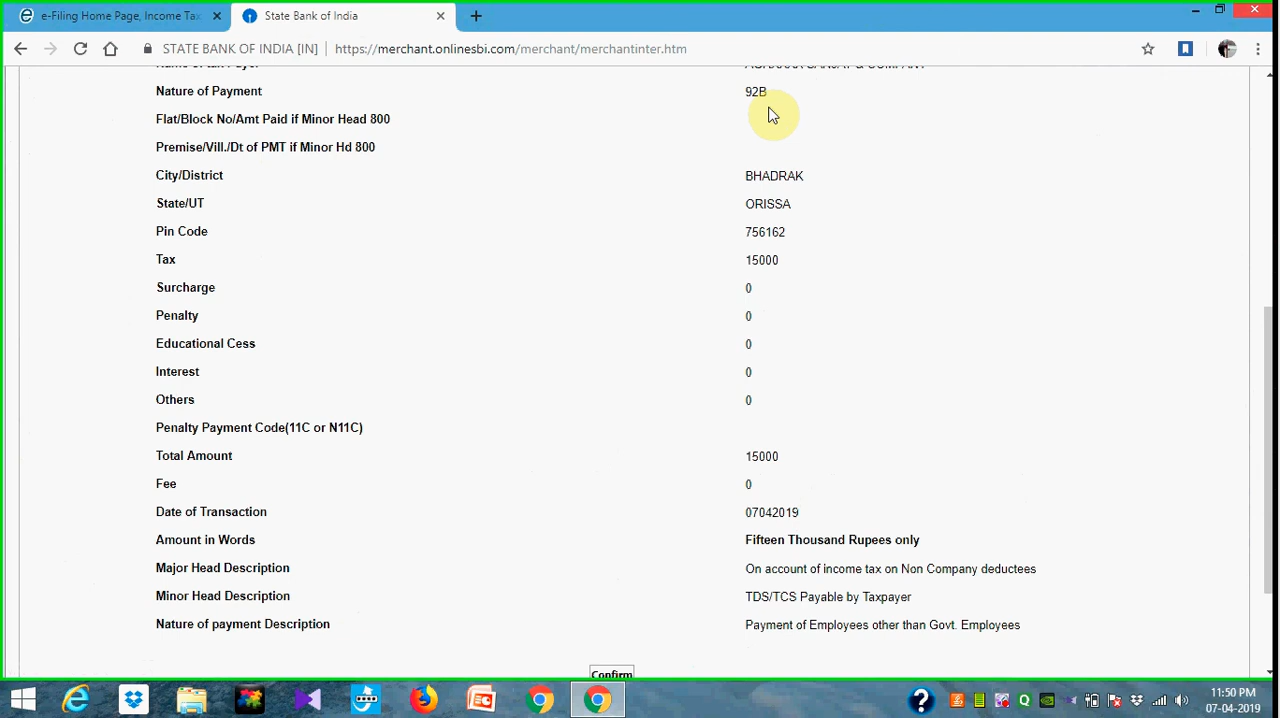 e-Filing Home Page, Income Tax
State Bank of India
STATE BANK OF INDIA [IN] https://merchant.onlinesbi.com/merchant/merchantinter.htm
Nature of Payment 92B
Flat/Block No/Amt Paid if Minor Head 800
Premise/Vill./Dt of PMT if Minor Hd 800
City/District BHADRAK
State/UT ORISSA
Pin Code 756162
Tax 15000
Surcharge 0
Penalty 0
Educational Cess 0
Interest 0
Others 0
Penalty Payment Code(11C or N11C)
Total Amount 15000
Fee 0
Date of Transaction 07042019
Amount in Words Fifteen Thousand Rupees only
Major Head Description On account of income tax on Non Company deductees
Minor Head Description TDS/TCS Payable by Taxpayer
Nature of payment Description Payment of Employees other than Govt. Employees
Confirm
11:50 PM
07-04-2019